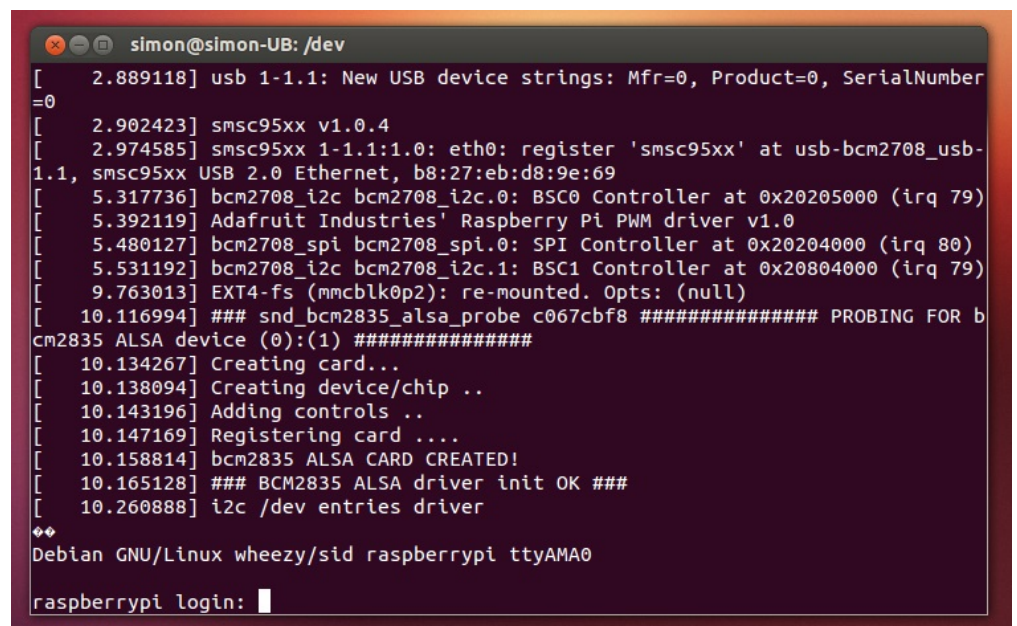 simon@simon-UB: /dev
[    2.889118] usb 1-1.1: New USB device strings: Mfr=0, Product=0, SerialNumber
=0
[    2.902423] smsc95xx v1.0.4
[    2.974585] smsc95xx 1-1.1:1.0: eth0: register 'smsc95xx' at usb-bcm2708_usb-
1.1, smsc95xx USB 2.0 Ethernet, b8:27:eb:d8:9e:69
[    5.317736] bcm2708_i2c bcm2708_i2c.0: BSC0 Controller at 0x20205000 (irq 79)
[    5.392119] Adafruit Industries' Raspberry Pi PWM driver v1.0
[    5.480127] bcm2708_spi bcm2708_spi.0: SPI Controller at 0x20204000 (irq 80)
[    5.531192] bcm2708_i2c bcm2708_i2c.1: BSC1 Controller at 0x20804000 (irq 79)
[    9.763013] EXT4-fs (mmcblk0p2): re-mounted. Opts: (null)
[   10.116994] ### snd_bcm2835_alsa_probe c067cbf8 ############### PROBING FOR b
cm2835 ALSA device (0):(1) ###############
[   10.134267] Creating card...
[   10.138094] Creating device/chip ..
[   10.143196] Adding controls ..
[   10.147169] Registering card ....
[   10.158814] bcm2835 ALSA CARD CREATED!
[   10.165128] ### BCM2835 ALSA driver init OK ###
[   10.260888] i2c /dev entries driver
��
Debian GNU/Linux wheezy/sid raspberrypi ttyAMA0
raspberrypi login: